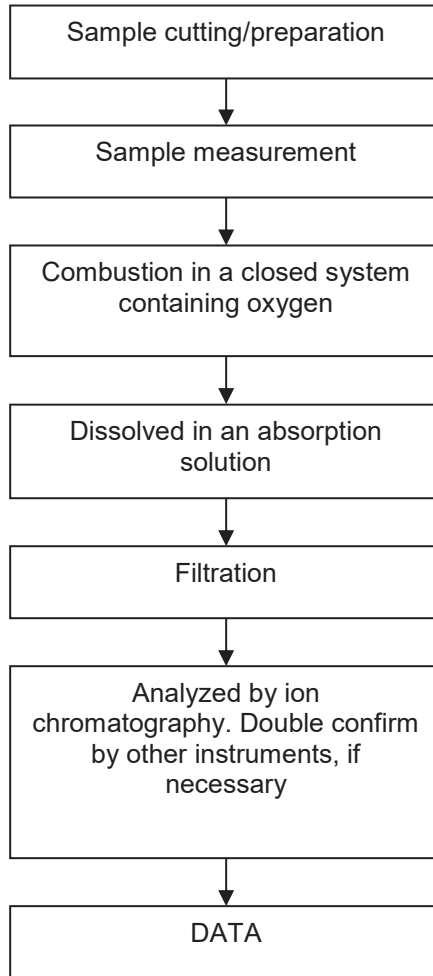 Sample cutting/preparation
Sample measurement
Combustion in a closed system
containing oxygen
Dissolved in an absorption
solution
Filtration
Analyzed by ion
chromatography. Double confirm
by other instruments, if
necessary
DATA